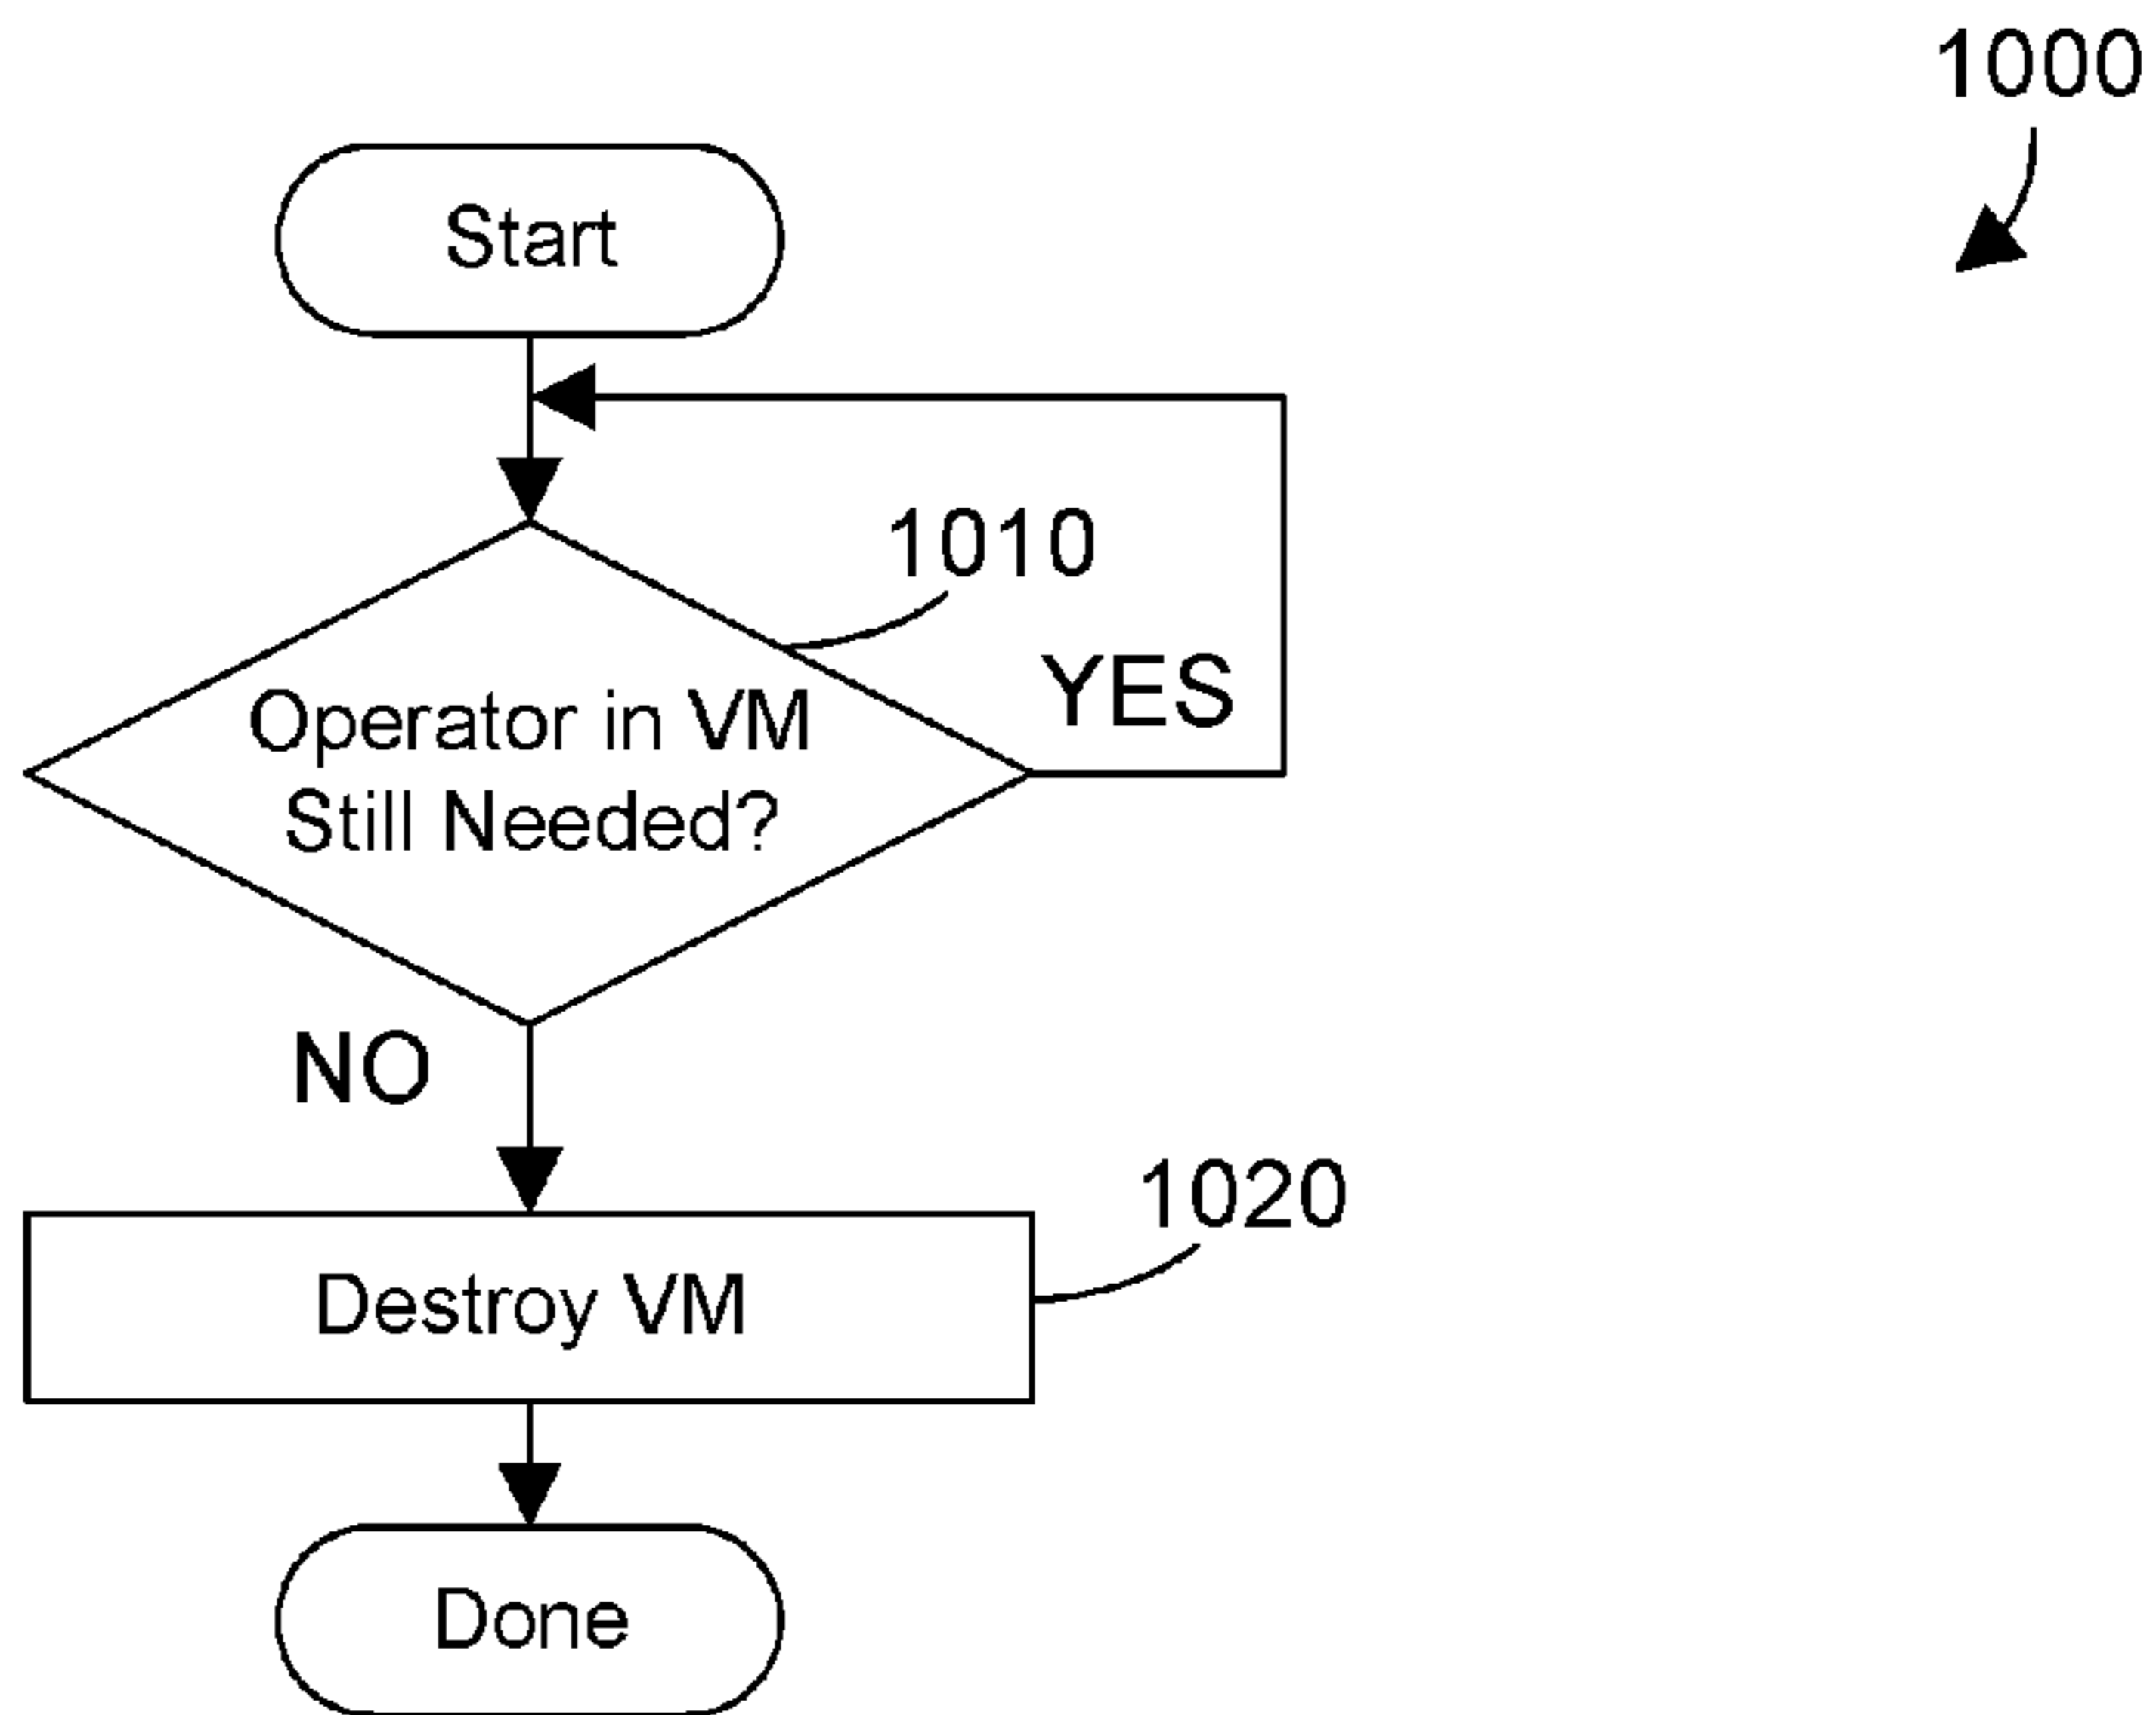 1000
Start
1010
YES
Operator in VM
Still Needed?
NO
1020
Destroy VM
Done